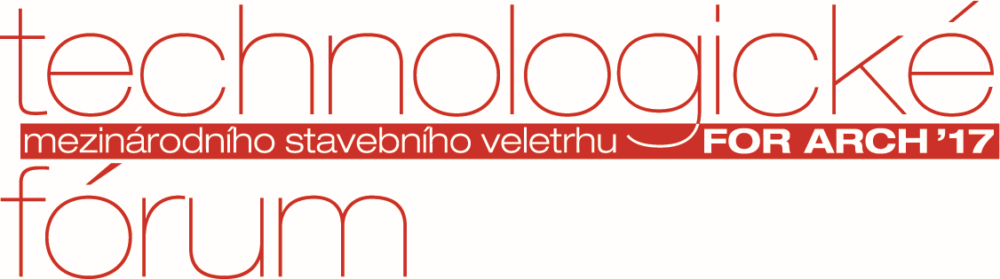 technologické
mezinárodního stavebního veletrhu FOR ARCH ’17
fórum